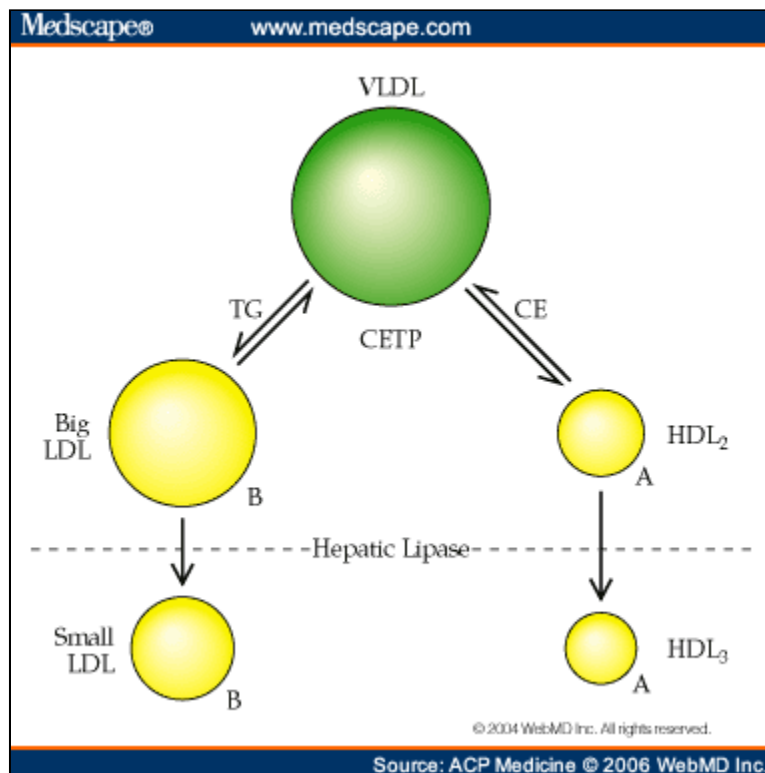 Medscape® www.medscape.com
VLDL
TG
CE
CETP
Big
LDL
B
HDL₂
A
Hepatic Lipase
Small
LDL
B
HDL₃
A
© 2004 WebMD Inc. All rights reserved.
Source: ACP Medicine © 2006 WebMD Inc